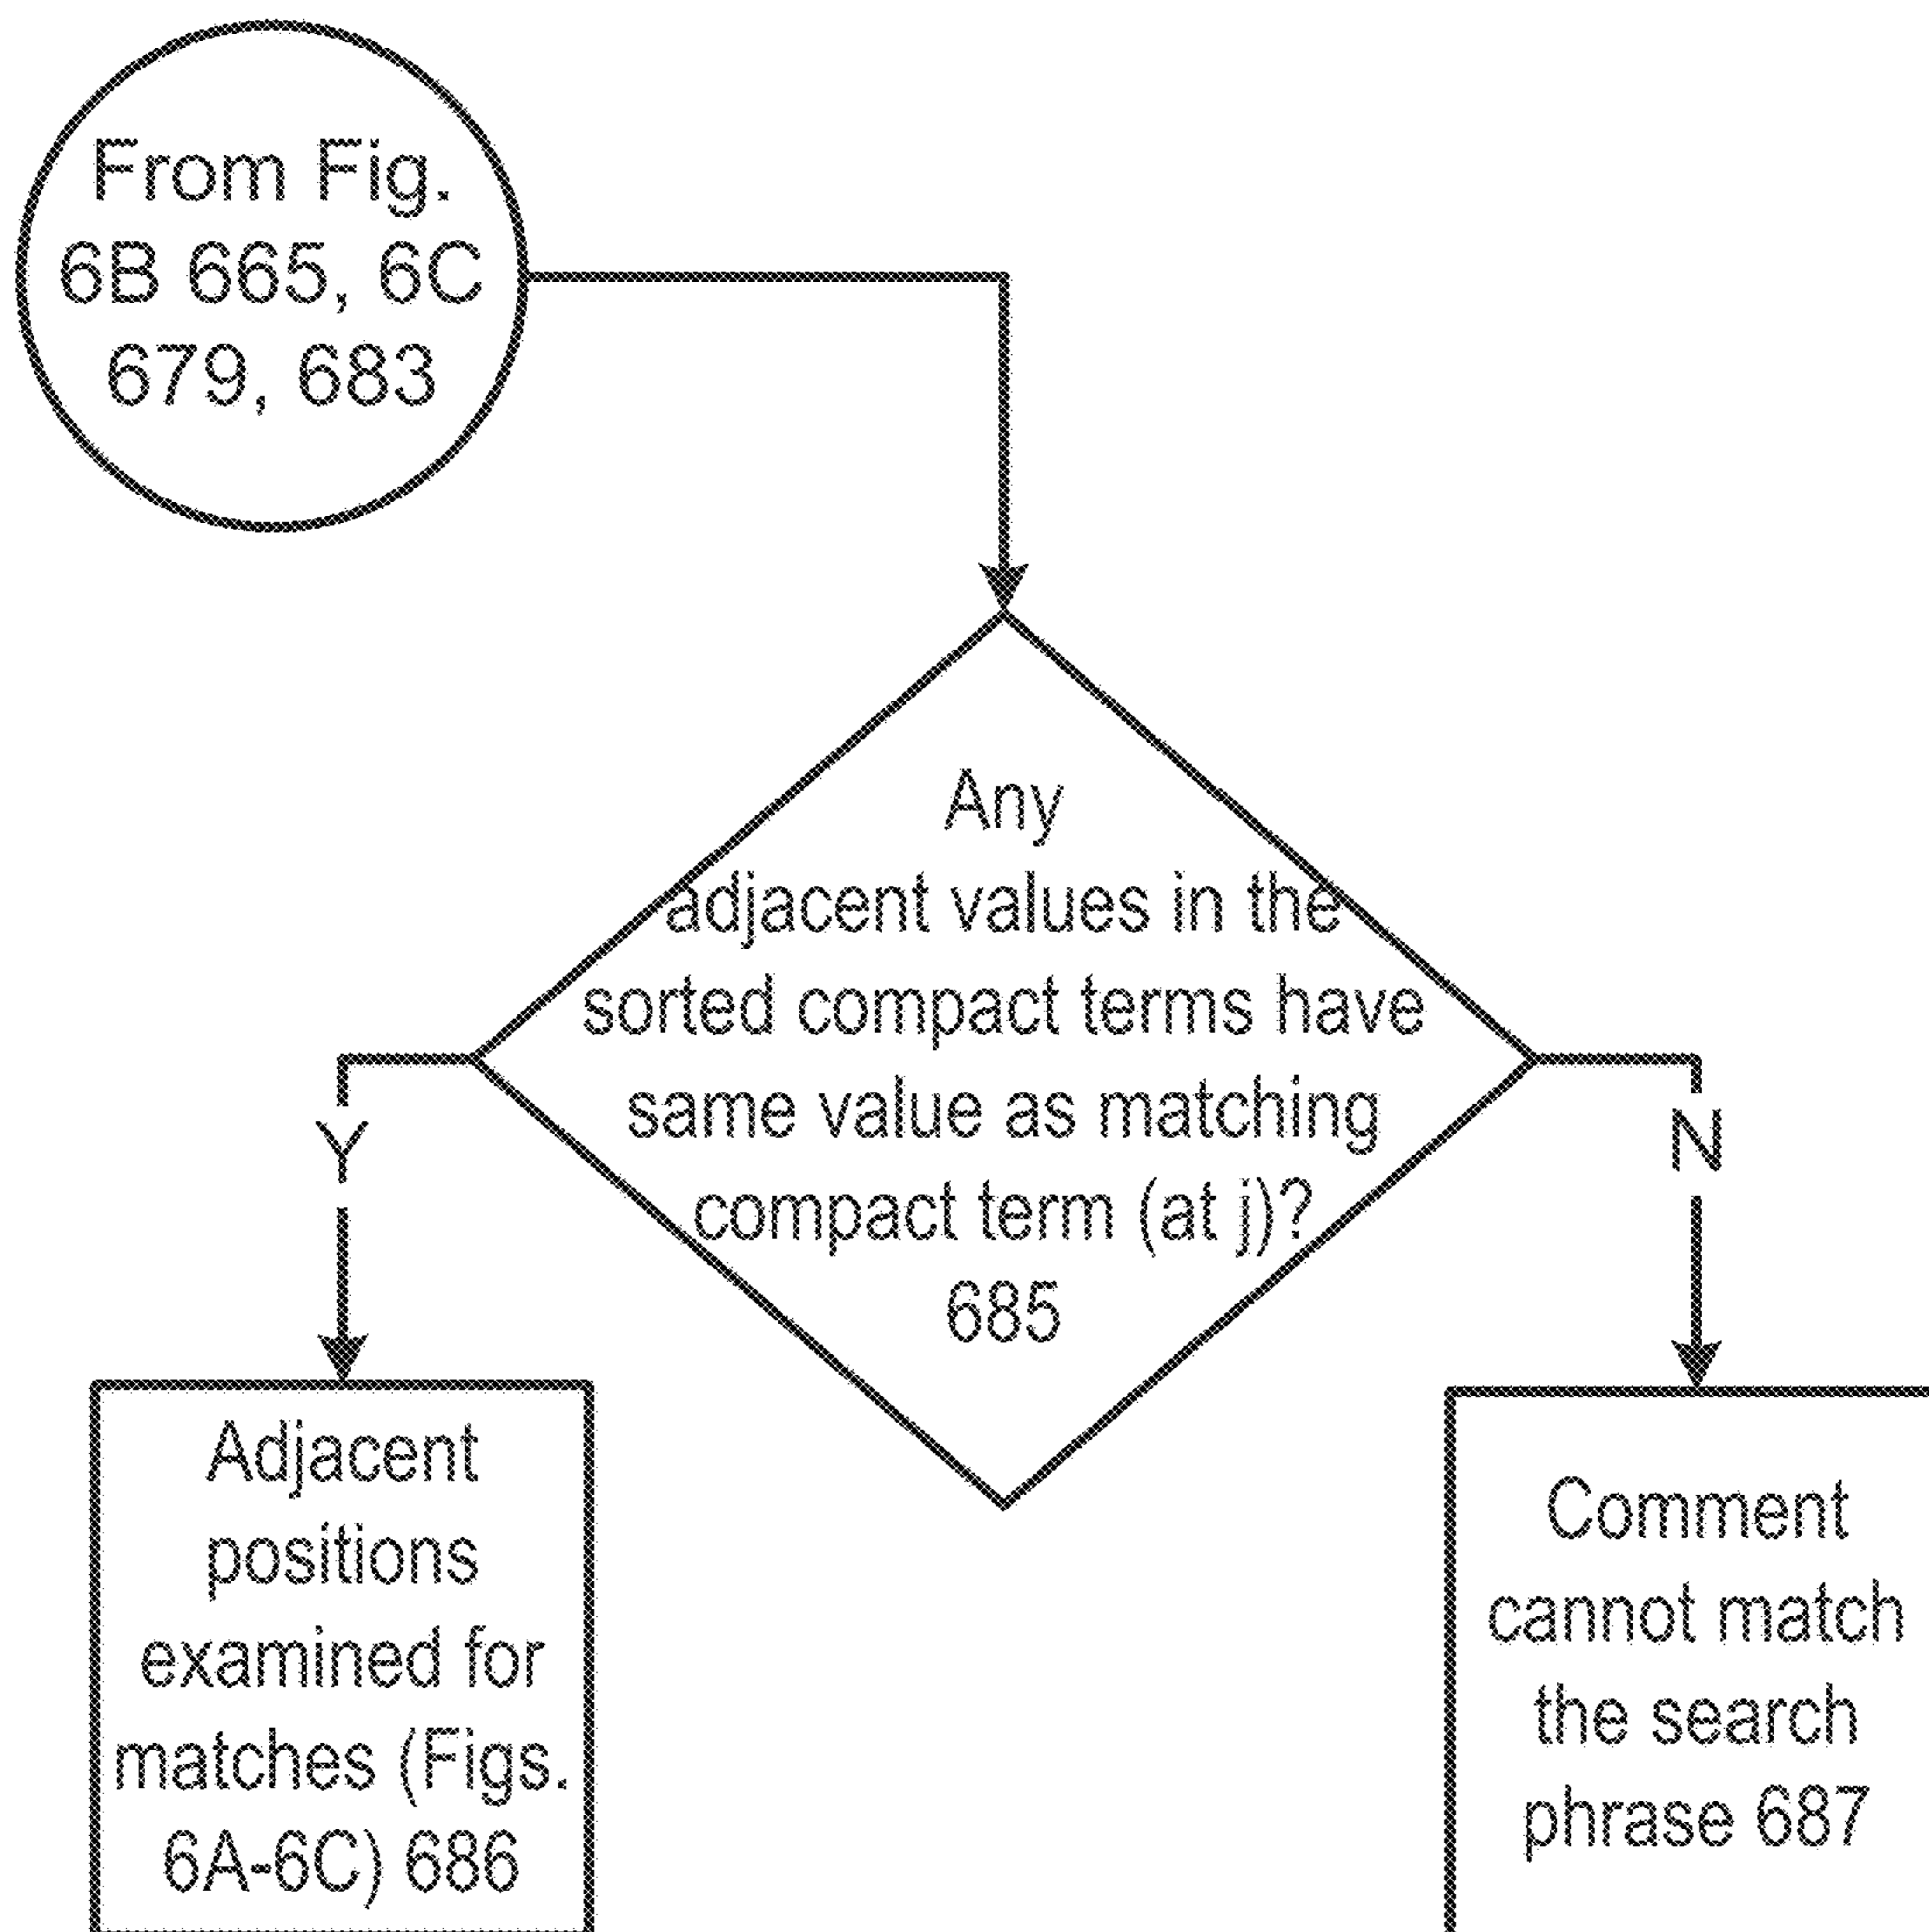 From Fig.
6B 665, 6C
679, 683
Any
adjacent values in the
sorted compact terms have
same value as matching
compact term (at j)?
685
Y
N
Adjacent
positions
examined for
matches (Figs.
6A-6C) 686
Comment
cannot match
the search
phrase 687